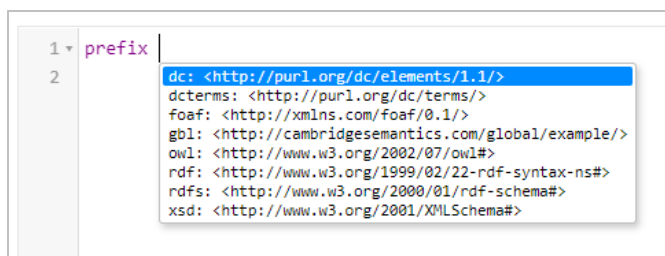 1 prefix
2
dc: <http://purl.org/dc/elements/1.1/>
dcterms: <http://purl.org/dc/terms/>
foaf: <http://xmlns.com/foaf/0.1/>
gbl: <http://cambridgesemantics.com/global/example/>
owl: <http://www.w3.org/2002/07/owl#>
rdf: <http://www.w3.org/1999/02/22-rdf-syntax-ns#>
rdfs: <http://www.w3.org/2000/01/rdf-schema#>
xsd: <http://www.w3.org/2001/XMLSchema#>